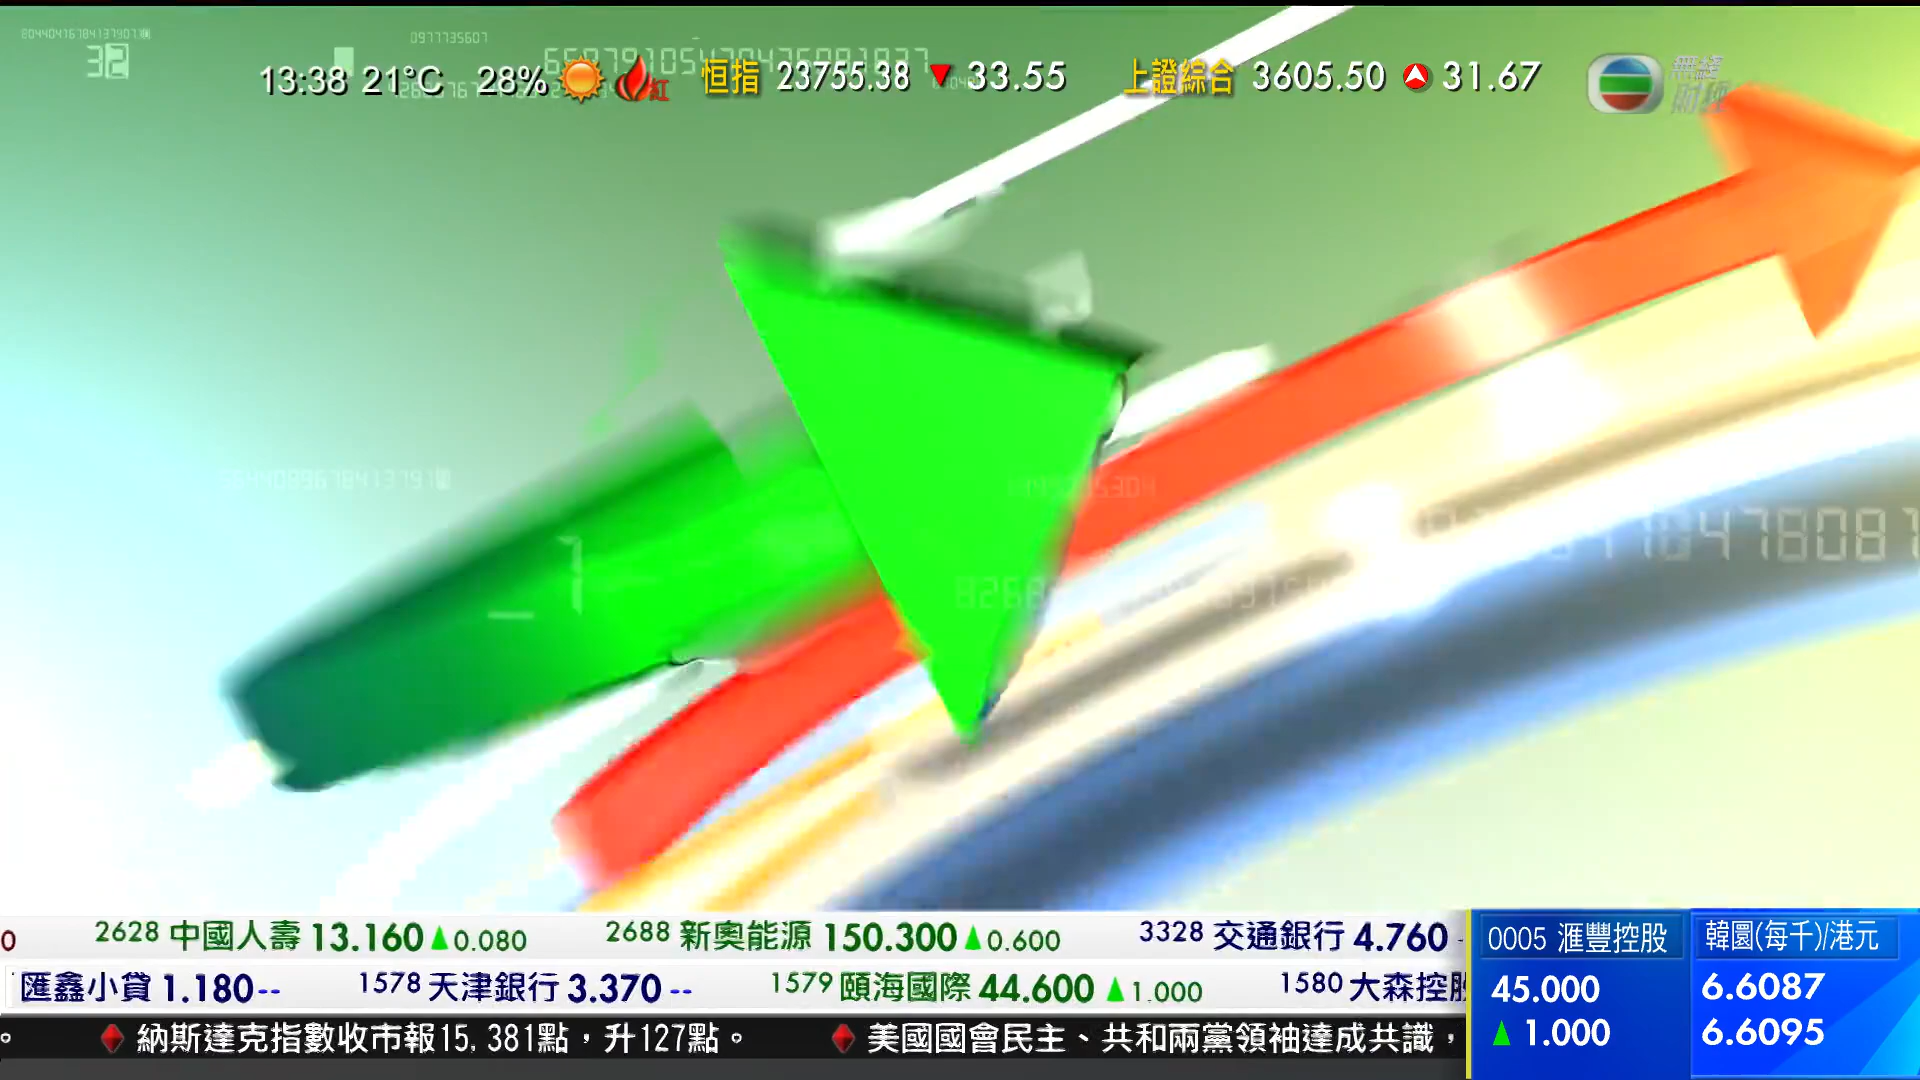 13:38 21°C 28% 紅 恒指 23755.38 ▼ 33.55 上證綜合 3605.50 ▲ 31.67
無綫
財經
0 2628 中國人壽 13.160 ▲ 0.080 2688 新奧能源 150.300 ▲ 0.600 3328 交通銀行 4.760 -
匯鑫小貸 1.180 -- 1578 天津銀行 3.370 -- 1579 頤海國際 44.600 ▲ 1.000 1580 大森控股
。 ◆ 納斯達克指數收市報15,381點，升127點。 ◆ 美國國會民主、共和兩黨領袖達成共識，
0005 滙豐控股
45.000
▲ 1.000
韓圜(每千)/港元
6.6087
6.6095